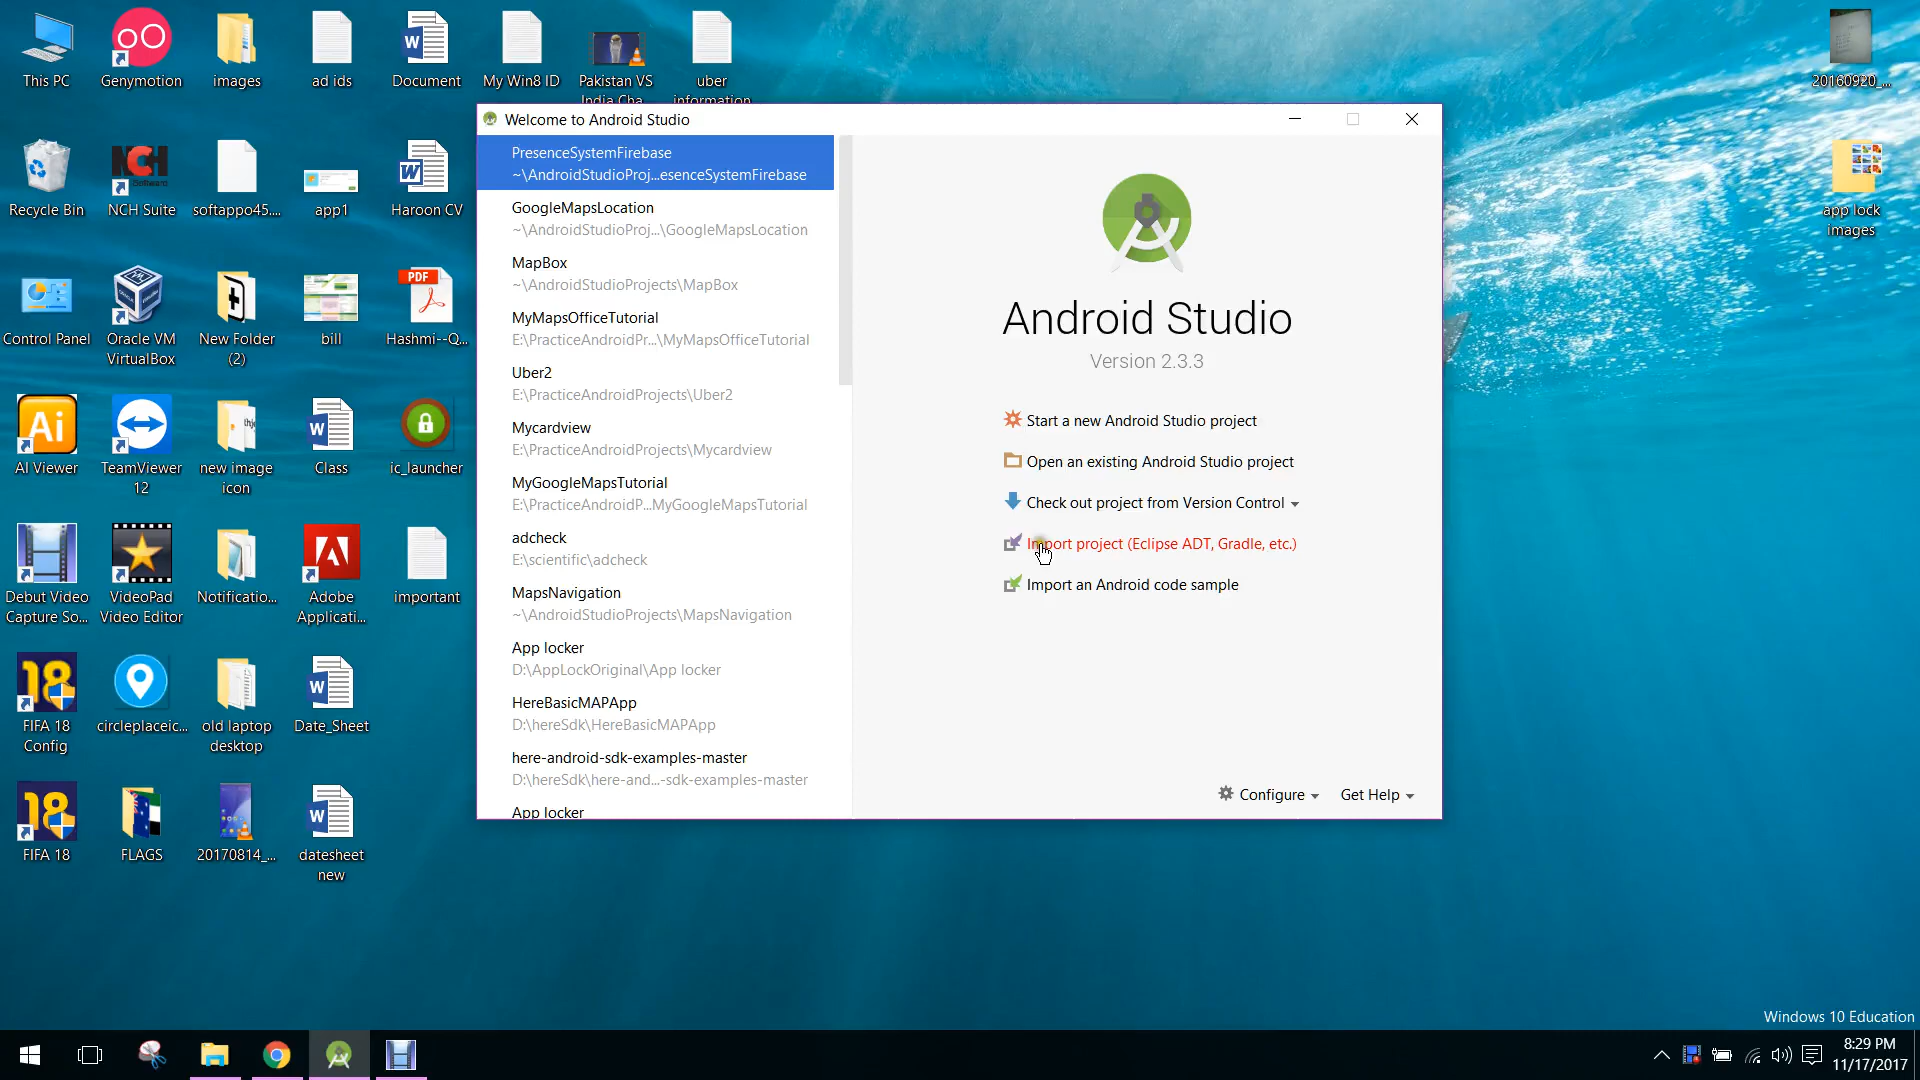 This PC
Genymotion
images
ad ids
Document
My Win8 ID
Pakistan VS
India Cha...
uber
information
20160920_...
Recycle Bin
NCH Suite
softappo45....
app1
Haroon CV
app lock
images
Control Panel
Oracle VM
VirtualBox
New Folder
(2)
bill
PDF
Hashmi--Q...
AI Viewer
TeamViewer
12
new image
icon
Class
ic_launcher
Debut Video
Capture So...
VideoPad
Video Editor
Notificatio...
Adobe
Applicati...
important
FIFA 18
Config
circleplaceic...
old laptop
desktop
Date_Sheet
FIFA 18
FLAGS
20170814_...
datesheet
new
Welcome to Android Studio
PresenceSystemFirebase
~\AndroidStudioProj...esenceSystemFirebase
GoogleMapsLocation
~\AndroidStudioProj...\GoogleMapsLocation
MapBox
~\AndroidStudioProjects\MapBox
MyMapsOfficeTutorial
E:\PracticeAndroidPr...\MyMapsOfficeTutorial
Uber2
E:\PracticeAndroidProjects\Uber2
Mycardview
E:\PracticeAndroidProjects\Mycardview
MyGoogleMapsTutorial
E:\PracticeAndroidP...MyGoogleMapsTutorial
adcheck
E:\scientific\adcheck
MapsNavigation
~\AndroidStudioProjects\MapsNavigation
App locker
D:\AppLockOriginal\App locker
HereBasicMAPApp
D:\hereSdk\HereBasicMAPApp
here-android-sdk-examples-master
D:\hereSdk\here-and...-sdk-examples-master
App locker
Android Studio
Version 2.3.3
Start a new Android Studio project
Open an existing Android Studio project
Check out project from Version Control
Import project (Eclipse ADT, Gradle, etc.)
Import an Android code sample
Configure
Get Help
Windows 10 Education
8:29 PM
11/17/2017